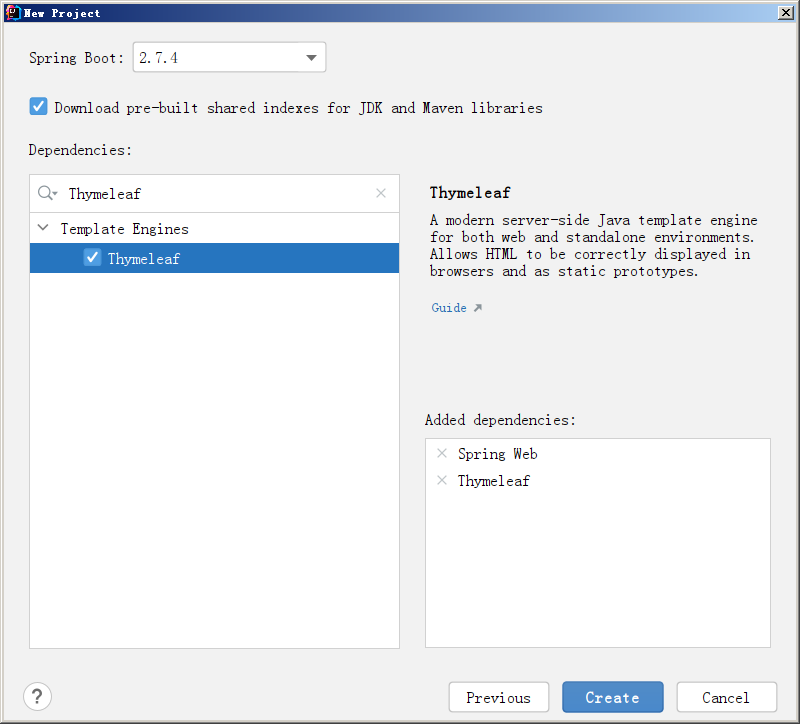 New Project
Spring Boot: 2.7.4
Download pre-built shared indexes for JDK and Maven libraries
Dependencies:
Thymeleaf
Template Engines
Thymeleaf
Thymeleaf
A modern server-side Java template engine
for both web and standalone environments.
Allows HTML to be correctly displayed in
browsers and as static prototypes.
Guide
Added dependencies:
Spring Web
Thymeleaf
?
Previous
Create
Cancel